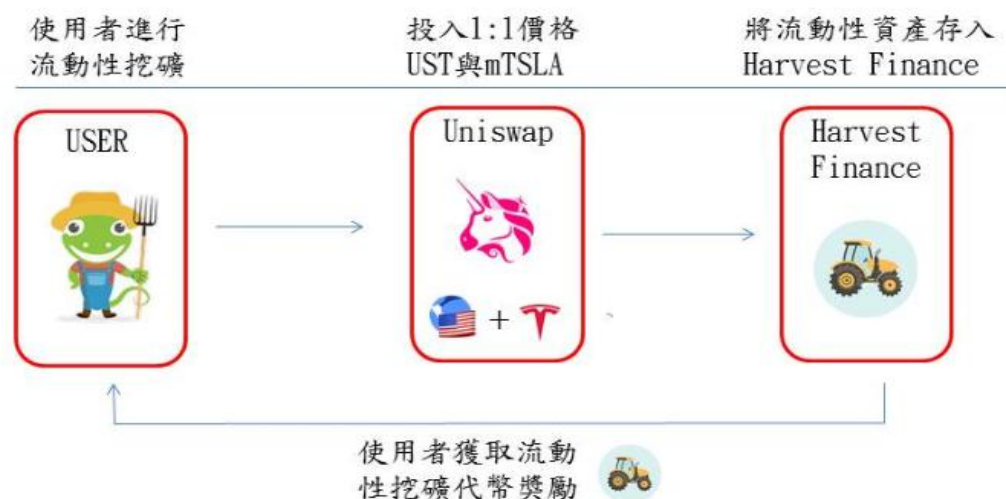 使用者進行
流動性挖礦
投入1:1價格
UST與mTSLA
將流動性資產存入
Harvest Finance
USER
Uniswap
+
Harvest
Finance
使用者獲取流動
性挖礦代幣獎勵